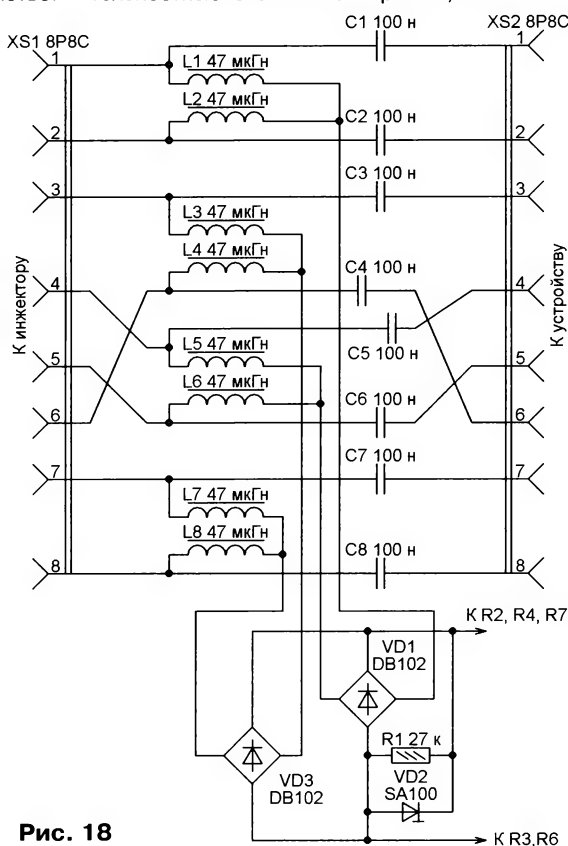 XS1 8P8C
C1 100 н
XS2 8P8C
1
L1 47 мкГн
1
L2 47 мкГн
C2 100 н
2
2
C3 100 н
3
3
L3 47 мкГн
L4 47 мкГн
C4 100 н
4
4
К инжектору
К устройству
L5 47 мкГн
C5 100 н
5
L6 47 мкГн
C6 100 н
5
6
6
C7 100 н
7
7
L7 47 мкГн
L8 47 мкГн
C8 100 н
8
8
К R2, R4, R7
VD1
DB102
R1 27 к
VD3
DB102
VD2
SA100
Рис. 18
К R3,R6